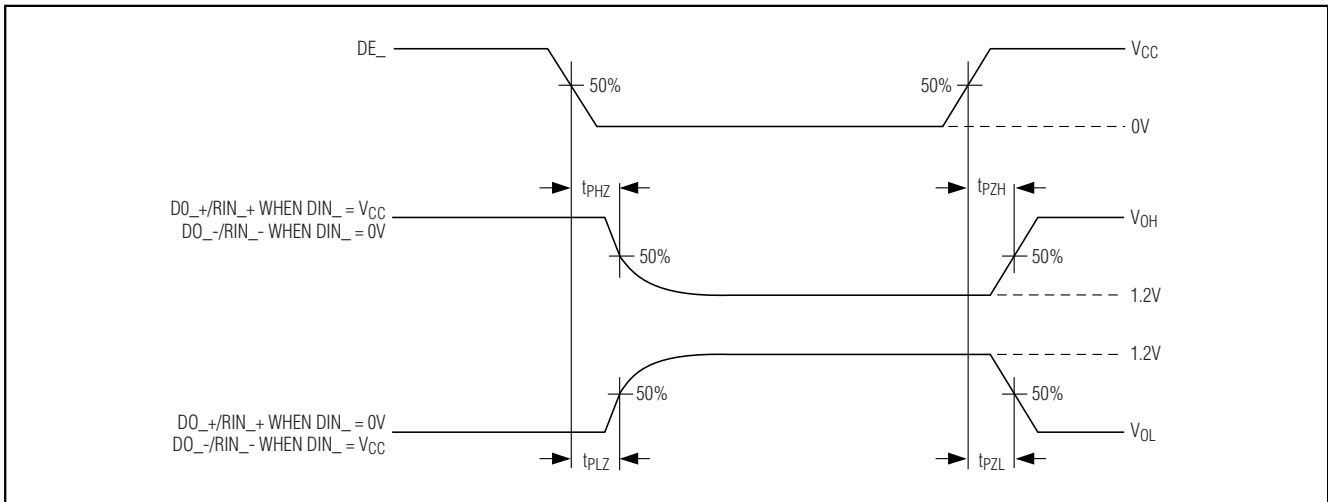 DE_
VCC
50%
50%
0V
tPHZ
tPZH
D0_+/RIN_+ WHEN DIN_ = VCC
DO_-/RIN_- WHEN DIN_ = 0V
VOH
50%
50%
1.2V
1.2V
50%
50%
DO_+/RIN_+ WHEN DIN_ = 0V
DO_-/RIN_- WHEN DIN_ = VCC
VOL
tPLZ
tPZL